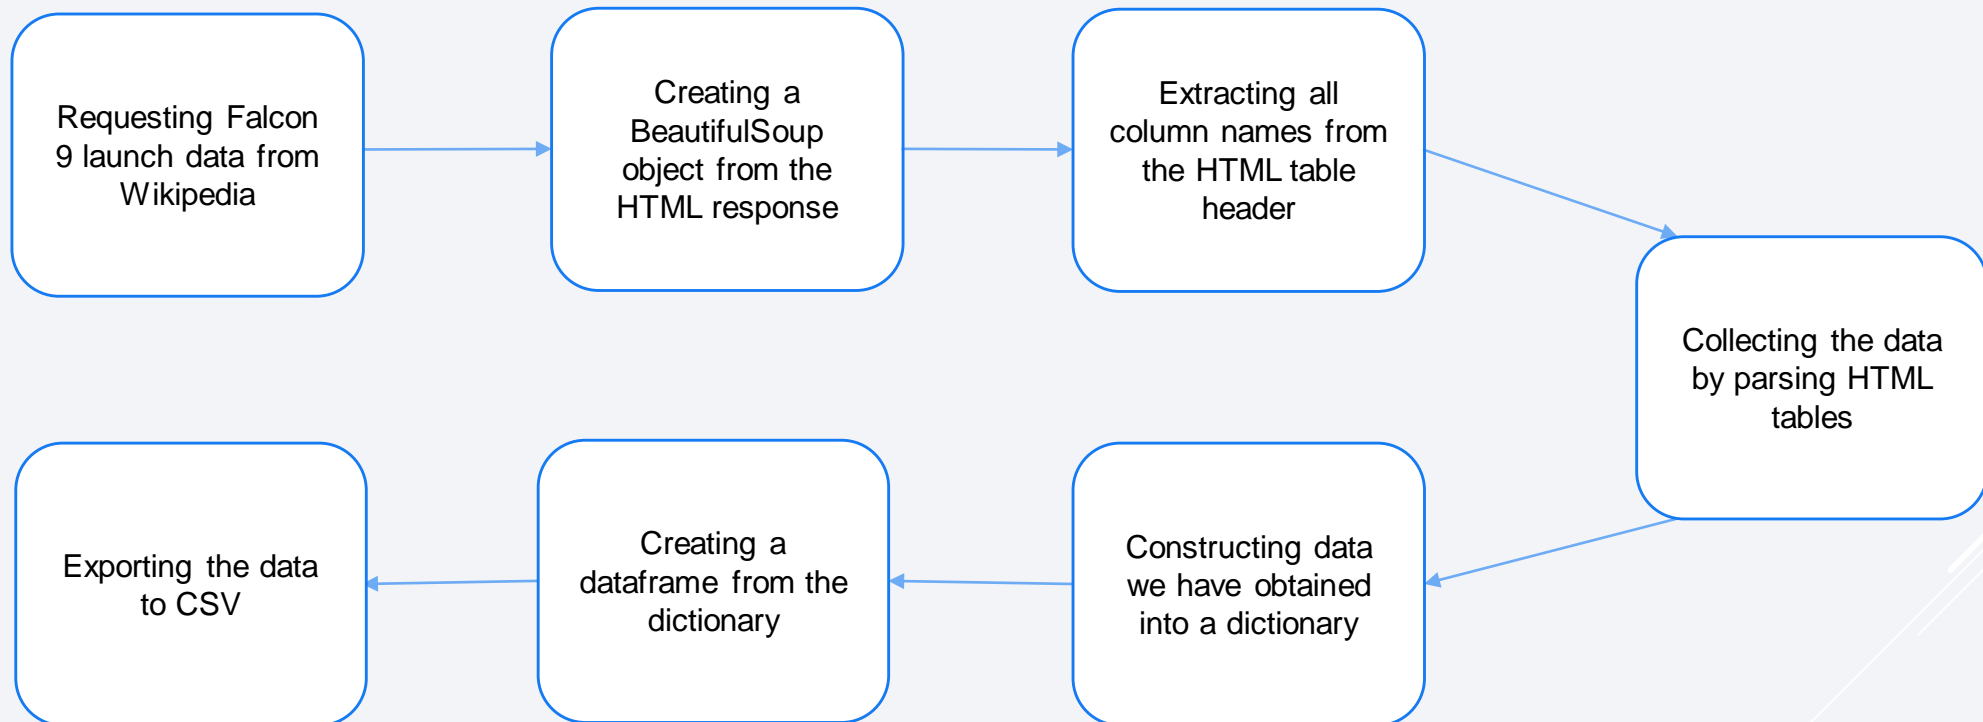 Requesting Falcon
9 launch data from
Wikipedia
Creating a
BeautifulSoup
object from the
HTML response
Extracting all
column names from
the HTML table
header
Collecting the data
by parsing HTML
tables
Constructing data
we have obtained
into a dictionary
Creating a
dataframe from the
dictionary
Exporting the data
to CSV